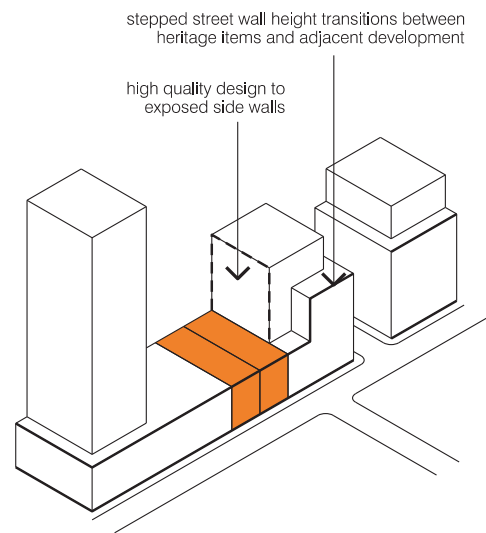 stepped street wall height transitions between
heritage items and adjacent development
high quality design to
exposed side walls